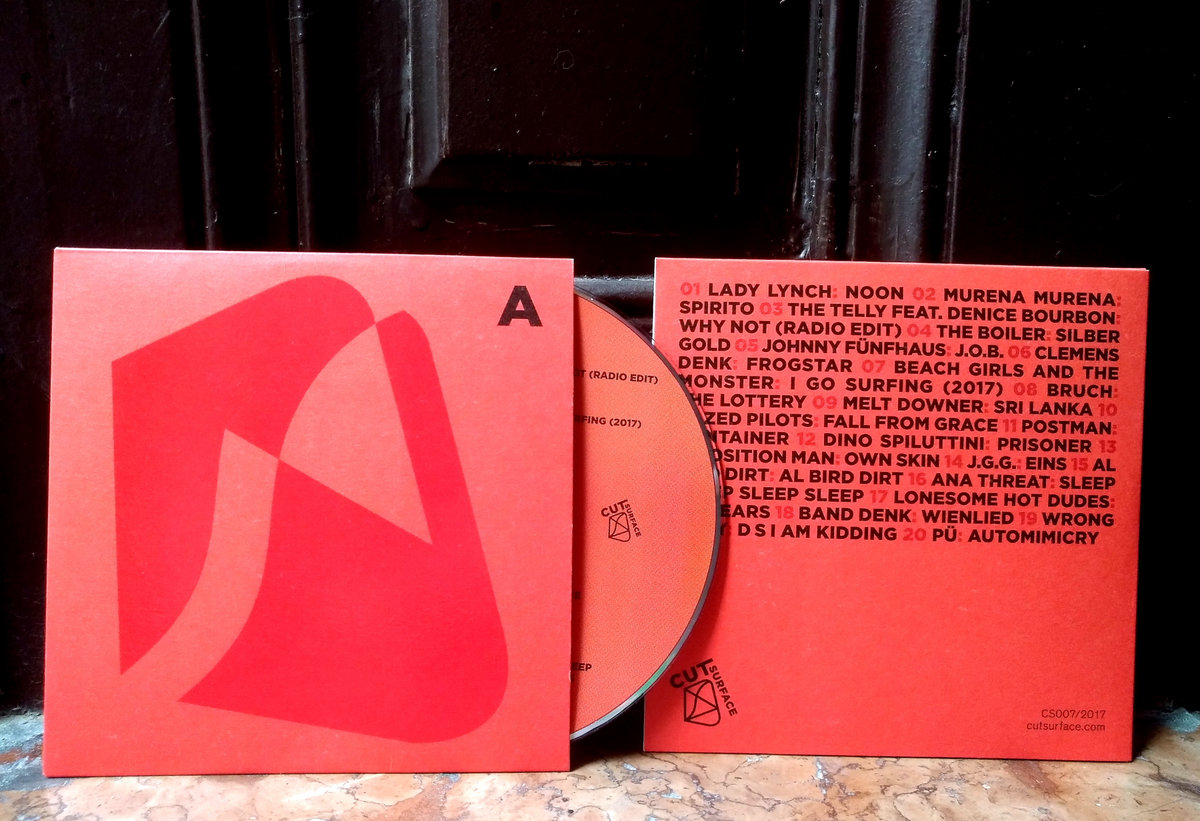 A
(RADIO EDIT)
FING (2017)
CUT
SURFACE
EEP
01 LADY LYNCH: NOON 02 MURENA MURENA:
SPIRITO 03 THE TELLY FEAT. DENICE BOURBON:
WHY NOT (RADIO EDIT) 04 THE BOILER: SILBER
GOLD 05 JOHNNY FÜNFHAUS: J.O.B. 06 CLEMENS
DENK: FROGSTAR 07 BEACH GIRLS AND THE
MONSTER: I GO SURFING (2017) 08 BRUCH:
THE LOTTERY 09 MELT DOWNER: SRI LANKA 10
ZED PILOTS: FALL FROM GRACE 11 POSTMAN:
NTAINER 12 DINO SPILUTTINI: PRISONER 13
OSITION MAN: OWN SKIN 14 J.G.G.: EINS 15 AL
DIRT: AL BIRD DIRT 16 ANA THREAT: SLEEP
P SLEEP SLEEP 17 LONESOME HOT DUDES:
EARS 18 BAND DENK: WIENLIED 19 WRONG
: D S I AM KIDDING 20 PÜ: AUTOMIMICRY
CUT
SURFACE
CS007/2017
cutsurface.com